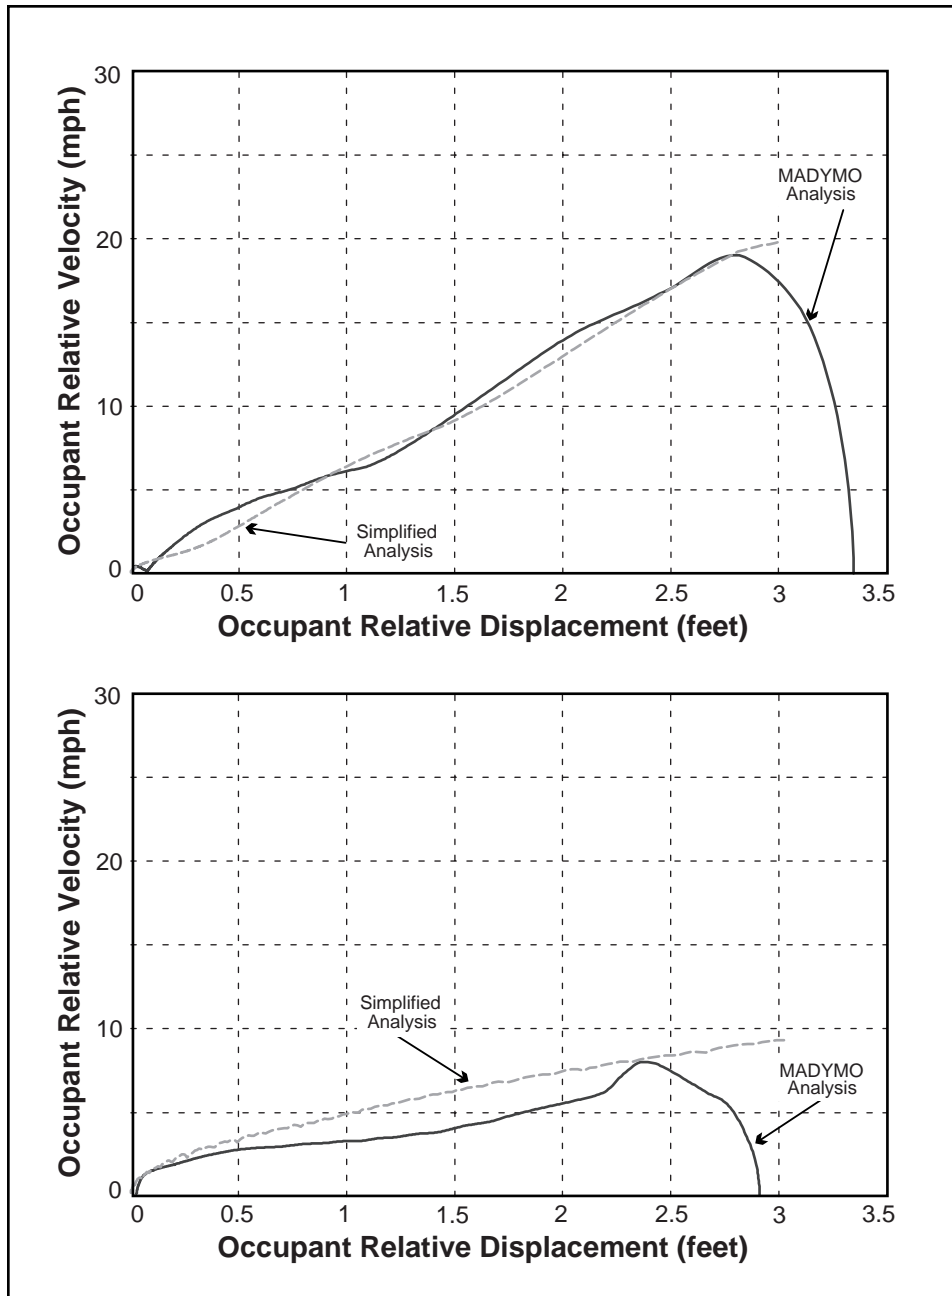 30
20
10
0
Occupant Relative Velocity (mph)
MADYMO
Analysis
Simplified
Analysis
0 0.5 1 1.5 2 2.5 3 3.5
Occupant Relative Displacement (feet)
30
20
10
0
Occupant Relative Velocity (mph)
Simplified
Analysis
MADYMO
Analysis
0 0.5 1 1.5 2 2.5 3 3.5
Occupant Relative Displacement (feet)